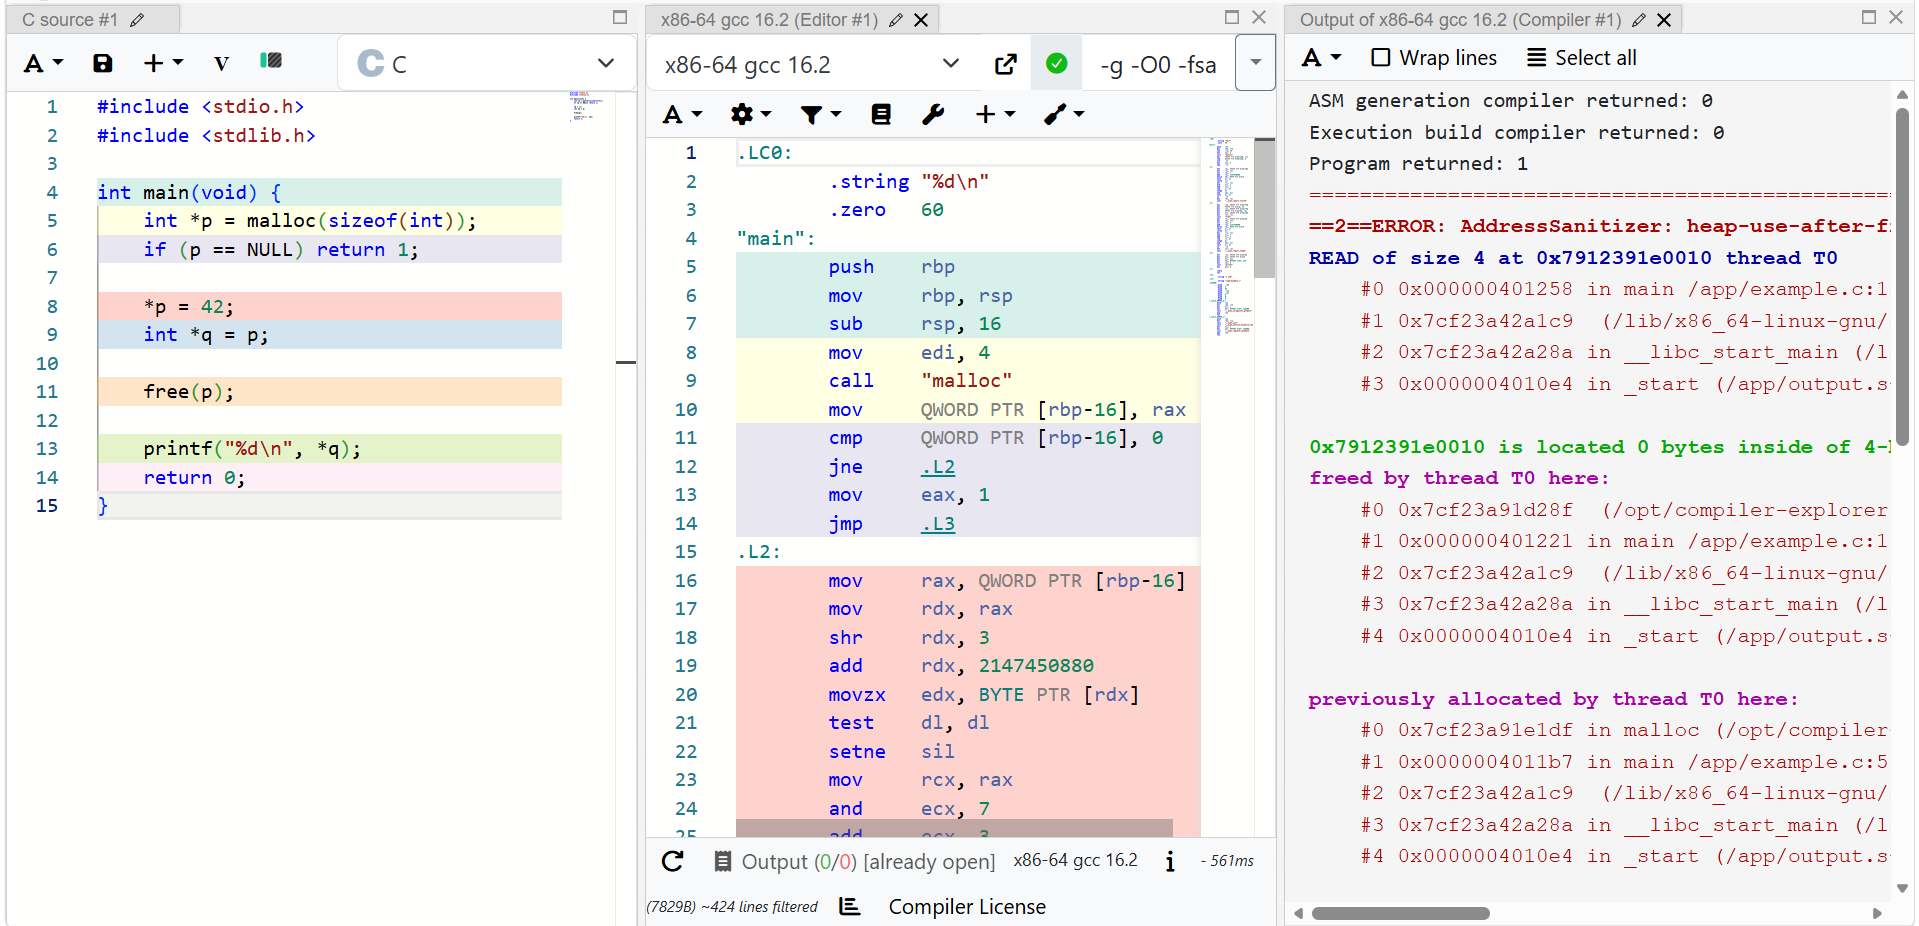 C source #1
A
+
V
C
1 #include <stdio.h>
2 #include <stdlib.h>
3
4 int main(void) {
5 int *p = malloc(sizeof(int));
6 if (p == NULL) return 1;
7
8 *p = 42;
9 int *q = p;
10
11 free(p);
12
13 printf("%d\n", *q);
14 return 0;
15 }
x86-64 gcc 16.2 (Editor #1)
x86-64 gcc 16.2
-g -O0 -fsa
A
+
1 .LC0:
2 .string "%d\n"
3 .zero 60
4 "main":
5 push rbp
6 mov rbp, rsp
7 sub rsp, 16
8 mov edi, 4
9 call "malloc"
10 mov QWORD PTR [rbp-16], rax
11 cmp QWORD PTR [rbp-16], 0
12 jne .L2
13 mov eax, 1
14 jmp .L3
15 .L2:
16 mov rax, QWORD PTR [rbp-16]
17 mov rdx, rax
18 shr rdx, 3
19 add rdx, 2147450880
20 movzx edx, BYTE PTR [rdx]
21 test dl, dl
22 setne sil
23 mov rcx, rax
24 and ecx, 7
25 add ecx, 3
Output (0/0) [already open] x86-64 gcc 16.2 i - 561ms
(7829B) ~424 lines filtered Compiler License
Output of x86-64 gcc 16.2 (Compiler #1)
A Wrap lines Select all
ASM generation compiler returned: 0
Execution build compiler returned: 0
Program returned: 1
=================================================
==2==ERROR: AddressSanitizer: heap-use-after-f
READ of size 4 at 0x7912391e0010 thread T0
#0 0x000000401258 in main /app/example.c:1
#1 0x7cf23a42a1c9 (/lib/x86_64-linux-gnu/
#2 0x7cf23a42a28a in __libc_start_main (/l
#3 0x0000004010e4 in _start (/app/output.s
0x7912391e0010 is located 0 bytes inside of 4-
freed by thread T0 here:
#0 0x7cf23a91d28f (/opt/compiler-explorer
#1 0x000000401221 in main /app/example.c:1
#2 0x7cf23a42a1c9 (/lib/x86_64-linux-gnu/
#3 0x7cf23a42a28a in __libc_start_main (/l
#4 0x0000004010e4 in _start (/app/output.s
previously allocated by thread T0 here:
#0 0x7cf23a91e1df in malloc (/opt/compiler
#1 0x0000004011b7 in main /app/example.c:5
#2 0x7cf23a42a1c9 (/lib/x86_64-linux-gnu/
#3 0x7cf23a42a28a in __libc_start_main (/l
#4 0x0000004010e4 in _start (/app/output.s